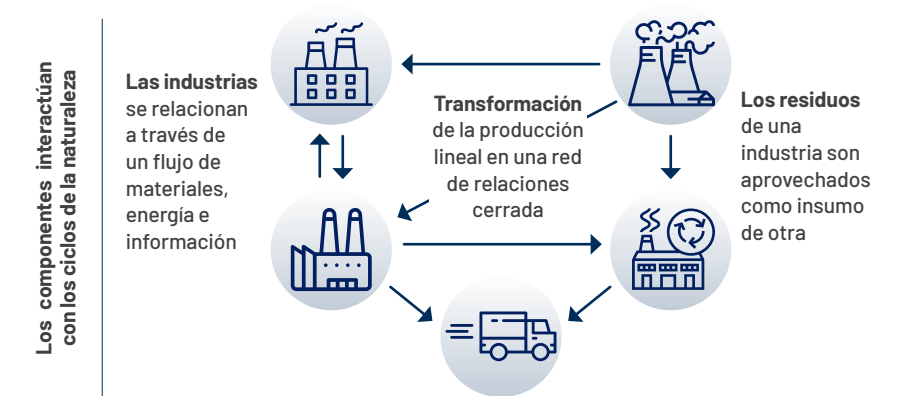 Los componentes interactúan
con los ciclos de la naturaleza
Las industrias
se relacionan
a través de
un flujo de
materiales,
energía e
información
Transformación
de la producción
lineal en una red
de relaciones
cerrada
Los residuos
de una
industria son
aprovechados
como insumo
de otra